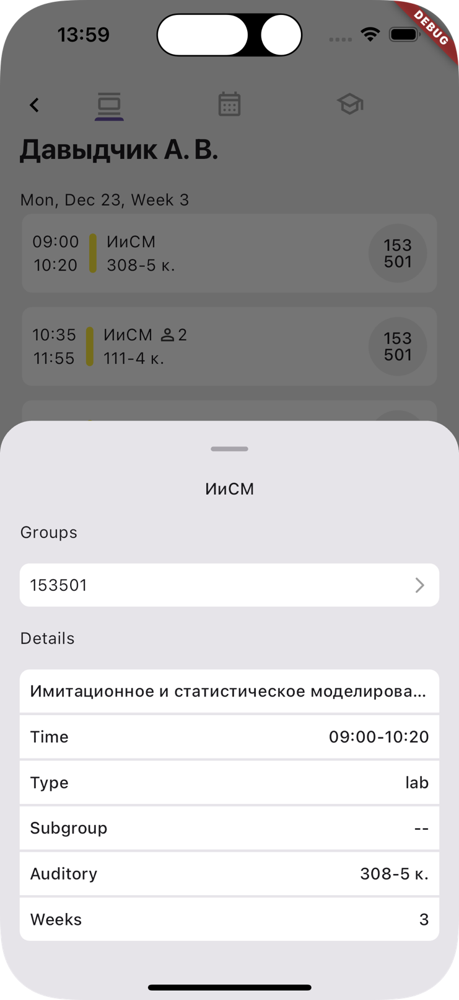 13:59
DEBUG
Давыдчик А. В.
Mon, Dec 23, Week 3
09:00 ИиСМ
10:20 308-5 к.
153
501
10:35 ИиСМ 2
11:55 111-4 к.
153
501
ИиСМ
Groups
153501
Details
Имитационное и статистическое моделирова...
Time 09:00-10:20
Type lab
Subgroup --
Auditory 308-5 к.
Weeks 3